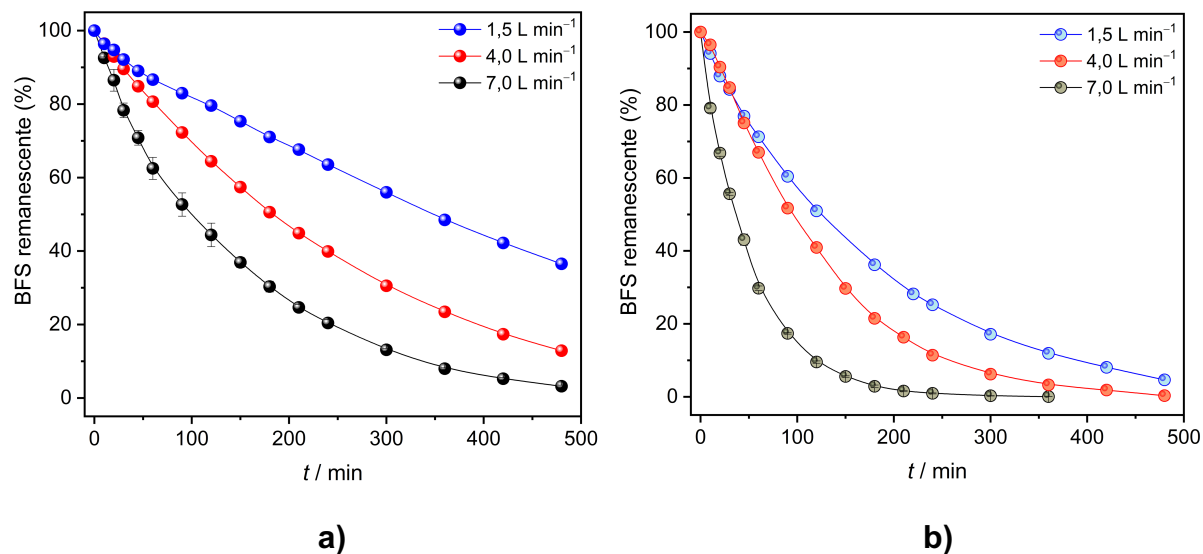 1,5 L min⁻¹
4,0 L min⁻¹
7,0 L min⁻¹
BFS remanescente (%)
100
80
60
40
20
0
0 100 200 300 400 500
t / min
a)
1,5 L min⁻¹
4,0 L min⁻¹
7,0 L min⁻¹
BFS remanescente (%)
100
80
60
40
20
0
0 100 200 300 400 500
t / min
b)